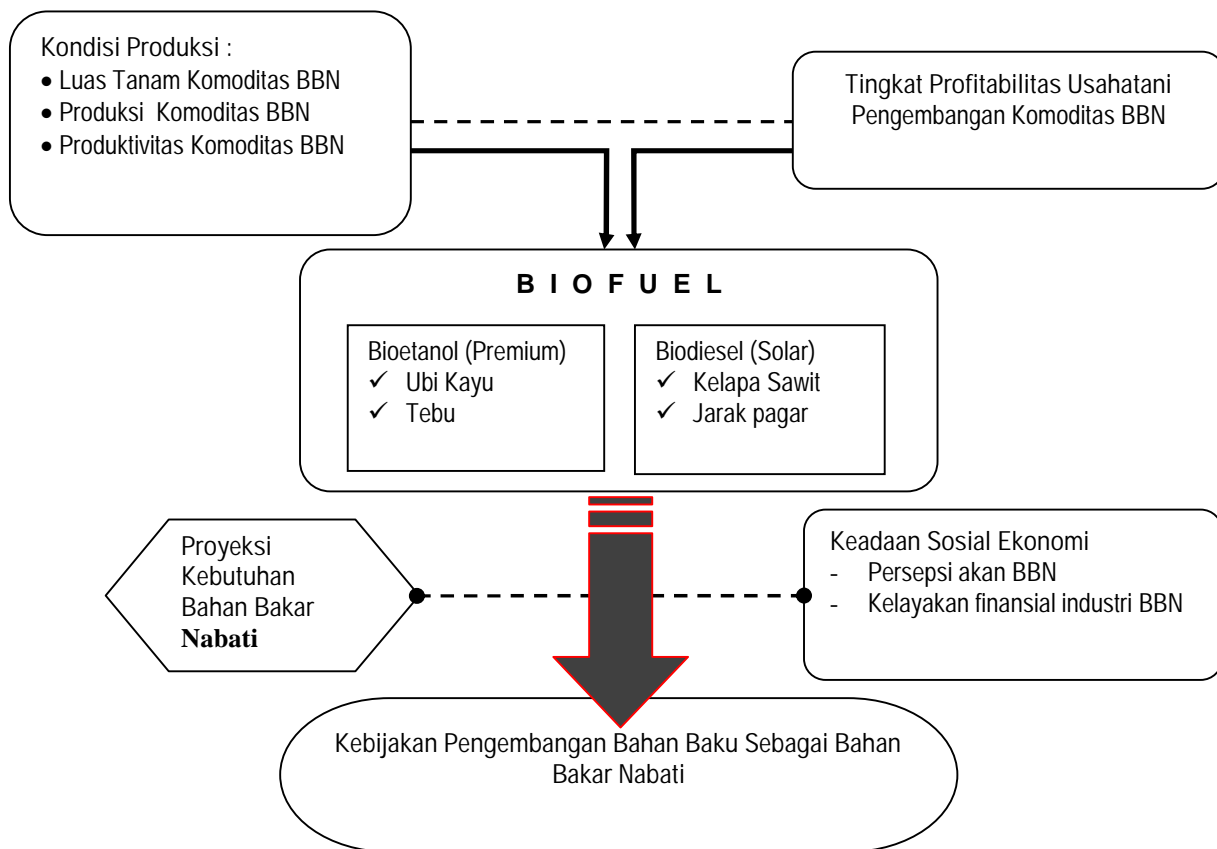 Kondisi Produksi :
• Luas Tanam Komoditas BBN
• Produksi Komoditas BBN
• Produktivitas Komoditas BBN
Tingkat Profitabilitas Usahatani
Pengembangan Komoditas BBN
B I O F U E L
Bioetanol (Premium)
✓ Ubi Kayu
✓ Tebu
Biodiesel (Solar)
✓ Kelapa Sawit
✓ Jarak pagar
Proyeksi
Kebutuhan
Bahan Bakar
Nabati
Keadaan Sosial Ekonomi
- Persepsi akan BBN
- Kelayakan finansial industri BBN
Kebijakan Pengembangan Bahan Baku Sebagai Bahan
Bakar Nabati